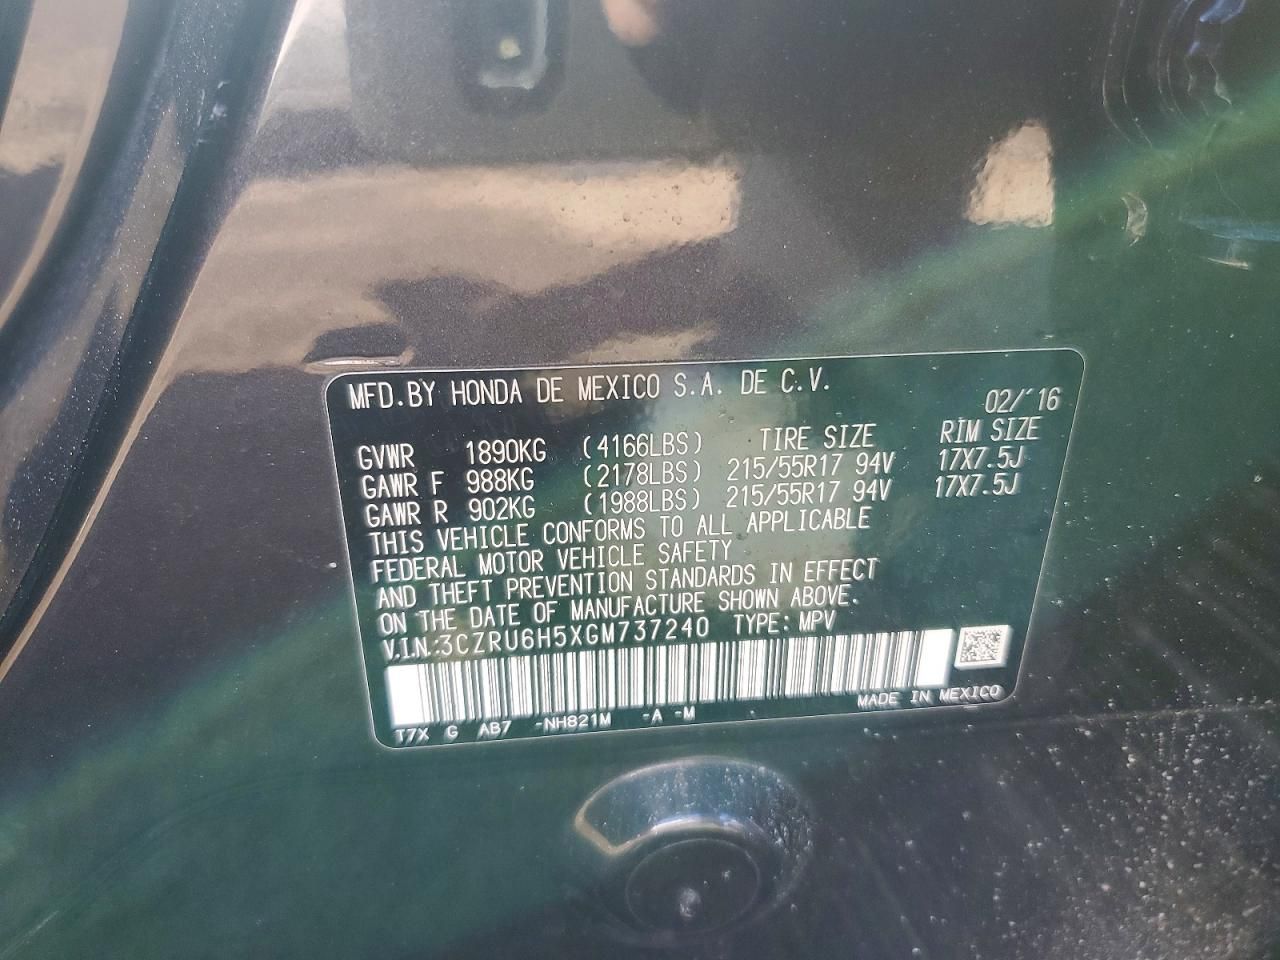 MFD.BY HONDA DE MEXICO S.A. DE C.V.
02/'16
GVWR 1890KG (4166LBS) TIRE SIZE RIM SIZE
GAWR F 988KG (2178LBS) 215/55R17 94V 17X7.5J
GAWR R 902KG (1988LBS) 215/55R17 94V 17X7.5J
THIS VEHICLE CONFORMS TO ALL APPLICABLE
FEDERAL MOTOR VEHICLE SAFETY
AND THEFT PREVENTION STANDARDS IN EFFECT
ON THE DATE OF MANUFACTURE SHOWN ABOVE.
V.I.N.:3CZRU6H5XGM737240 TYPE: MPV
MADE IN MEXICO
T7X G AB7 -NH821M -A -M